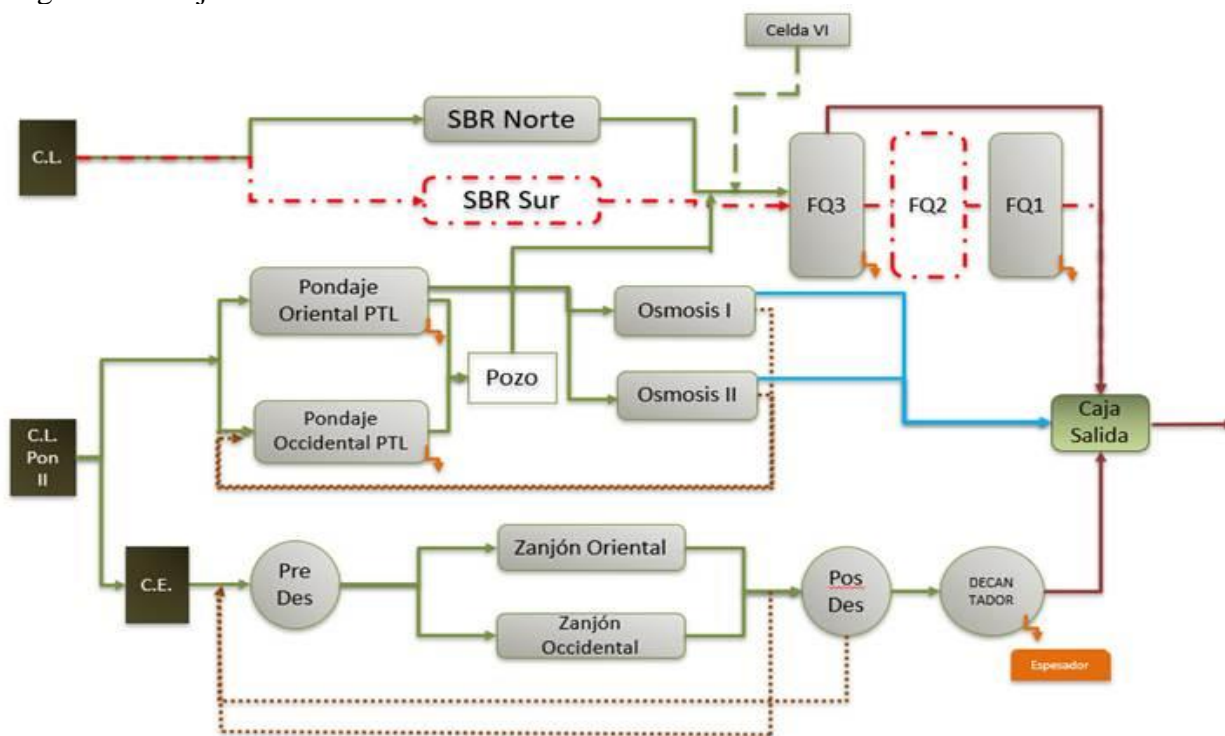 Celda VI
SBR Norte
C.L.
SBR Sur
FQ3
FQ2
FQ1
Pondaje
Oriental PTL
Osmosis I
Pozo
Osmosis II
Pondaje
Occidental PTL
Caja
Salida
C.L.
Pon
II
C.E.
Pre
Des
Zanjón Oriental
Zanjón
Occidental
Pos
Des
DECAN
TADOR
Espesador